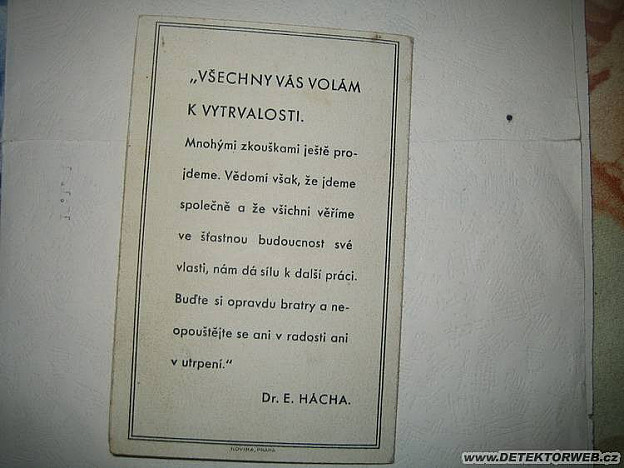 „VŠECHNY VÁS VOLÁM
K VYTRVALOSTI.
Mnohými zkouškami ještě pro-
jdeme. Vědomí však, že jdeme
společně a že všichni věříme
ve šťastnou budoucnost své
vlasti, nám dá sílu k další práci.
Buďte si opravdu bratry a ne-
opouštějte se ani v radosti ani
v utrpení.“
Dr. E. HÁCHA.
NOVINA, PRAHA
WWW.DETEKTORWEB.cz